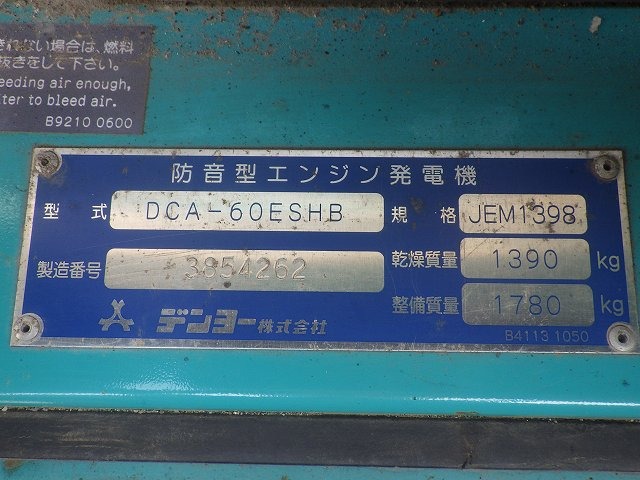 きれない場合は、燃料
抜きをして下さい。
eeding air enough,
ter to bleed air.
B9210 0600
防音型エンジン発電機
型式 DCA-60ESHB 規格 JEM1398
製造番号 3854262 乾燥質量 1390 kg
整備質量 1780 kg
デンヨー株式会社
B4113 1050